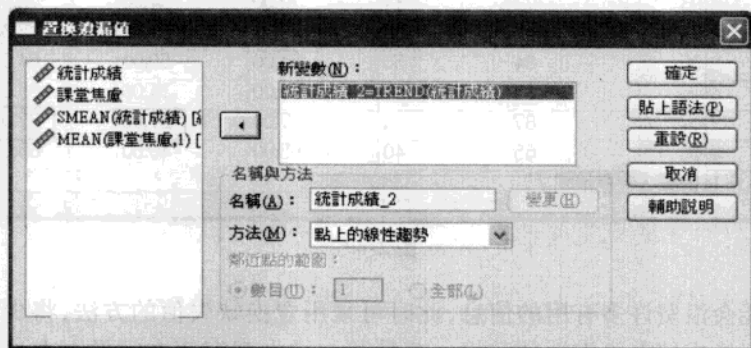 置換遺漏值
統計成績
課堂焦慮
SMEAN(統計成績) [
MEAN(課堂焦慮,1) [
新變數(N)：
統計成績_2=TREND(統計成績)
名稱與方法
名稱(A)： 統計成績_2 變更(H)
方法(M)： 點上的線性趨勢
鄰近點的範圍：
數目(U)： 1 全部(L)
確定
貼上語法(P)
重設(R)
取消
輔助說明
67
65 40